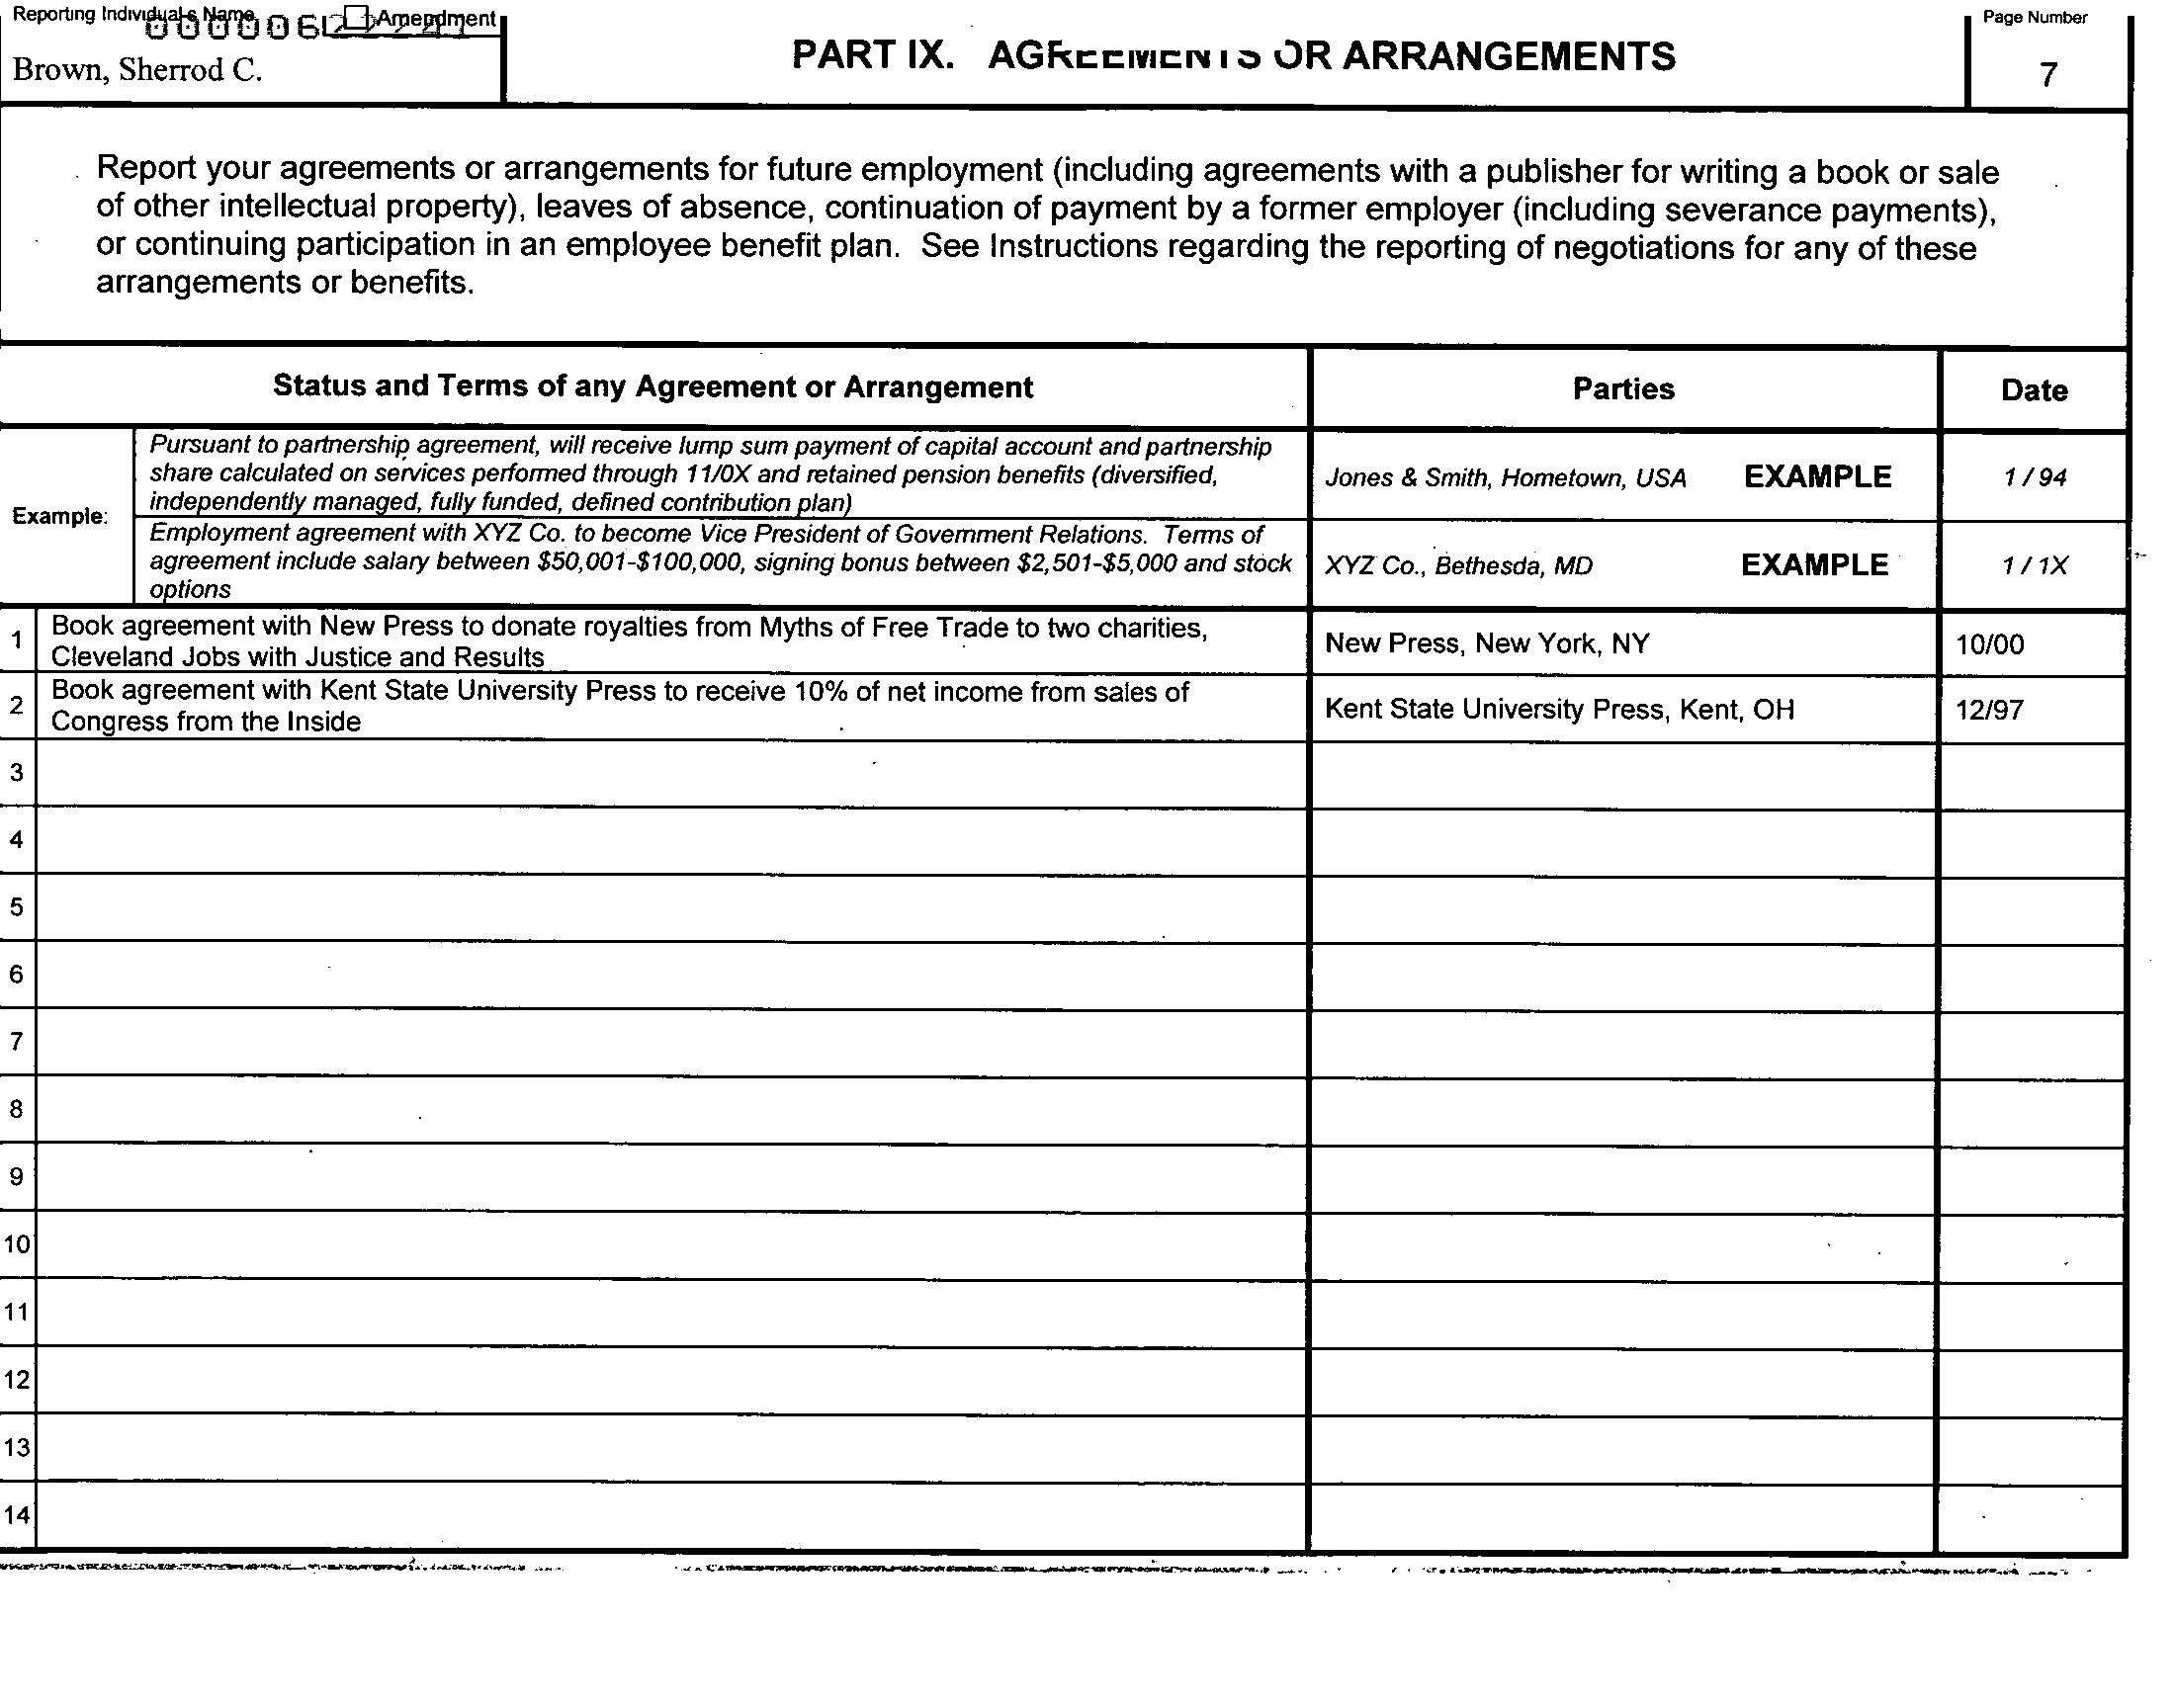 Reporting Individual's Name
Amendment
Brown, Sherrod C.
PART IX. AGREEMENTS OR ARRANGEMENTS
Page Number
7
Report your agreements or arrangements for future employment (including agreements with a publisher for writing a book or sale
of other intellectual property), leaves of absence, continuation of payment by a former employer (including severance payments),
or continuing participation in an employee benefit plan. See Instructions regarding the reporting of negotiations for any of these
arrangements or benefits.
Status and Terms of any Agreement or Arrangement
Parties
Date
Example:
Pursuant to partnership agreement, will receive lump sum payment of capital account and partnership
share calculated on services performed through 11/0X and retained pension benefits (diversified,
independently managed, fully funded, defined contribution plan)
Jones & Smith, Hometown, USA EXAMPLE
1 / 94
Employment agreement with XYZ Co. to become Vice President of Government Relations. Terms of
agreement include salary between $50,001-$100,000, signing bonus between $2,501-$5,000 and stock
options
XYZ Co., Bethesda, MD EXAMPLE
1 / 1X
1
Book agreement with New Press to donate royalties from Myths of Free Trade to two charities,
Cleveland Jobs with Justice and Results
New Press, New York, NY
10/00
2
Book agreement with Kent State University Press to receive 10% of net income from sales of
Congress from the Inside
Kent State University Press, Kent, OH
12/97
3
4
5
6
7
8
9
10
11
12
13
14